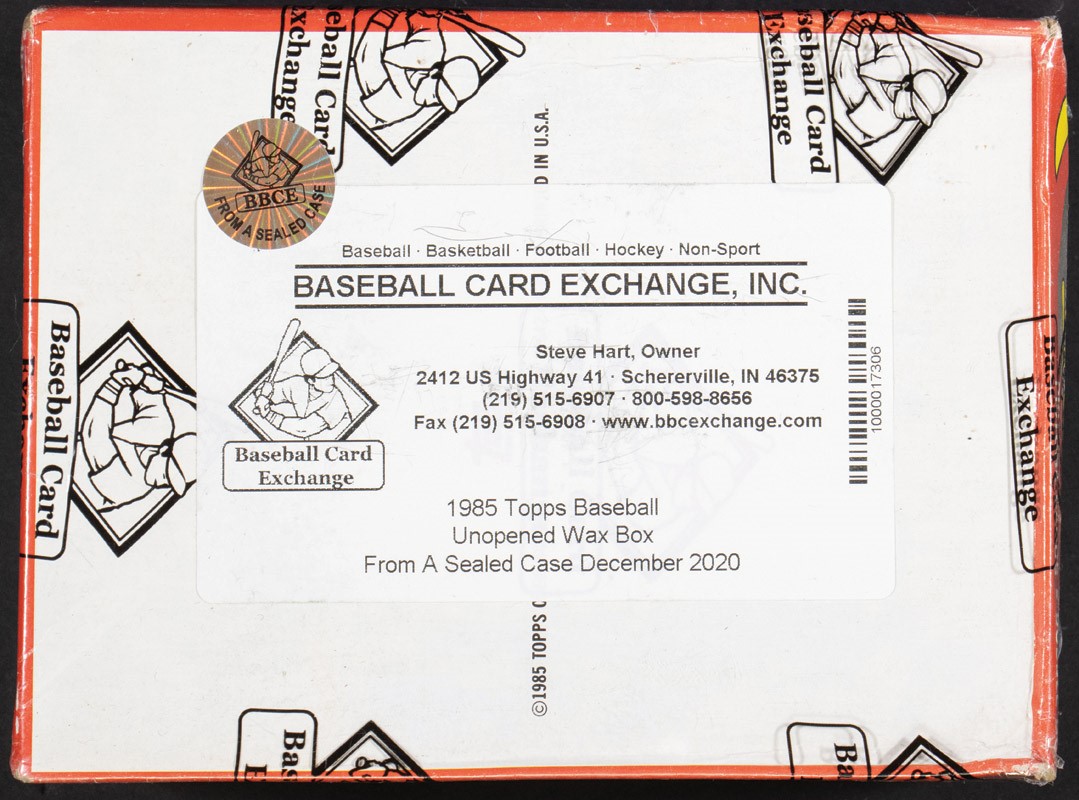 Baseball Card
Exchange
Baseball Card
Exchange
D IN U.S.A.
BBCE
FROM A SEALED CASE
Baseball · Basketball · Football · Hockey · Non-Sport
BASEBALL CARD EXCHANGE, INC.
Steve Hart, Owner
2412 US Highway 41 · Schererville, IN 46375
(219) 515-6907 · 800-598-8656
Fax (219) 515-6908 · www.bbcexchange.com
1000017306
Baseball Card
Exchange
1985 Topps Baseball
Unopened Wax Box
From A Sealed Case December 2020
Baseball Card
Exchange
Baseball Card
Exchange
©1985 TOPPS C
Bas
E
Ba